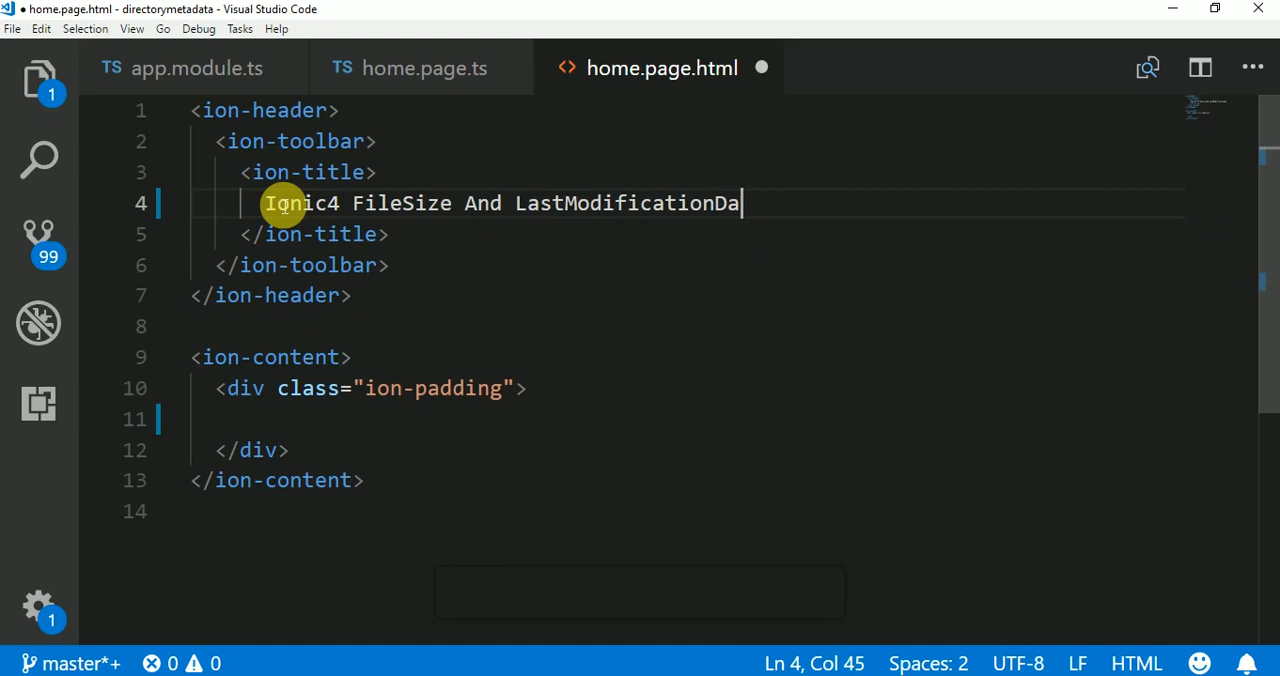 ● home.page.html - directorymetadata - Visual Studio Code
File Edit Selection View Go Debug Tasks Help
TS app.module.ts TS home.page.ts <> home.page.html ●
1
99
1
1 <ion-header>
2 <ion-toolbar>
3 <ion-title>
4 Ionic4 FileSize And LastModificationDa
5 </ion-title>
6 </ion-toolbar>
7 </ion-header>
8
9 <ion-content>
10 <div class="ion-padding">
11
12 </div>
13 </ion-content>
14
master*+ 0 0 Ln 4, Col 45 Spaces: 2 UTF-8 LF HTML